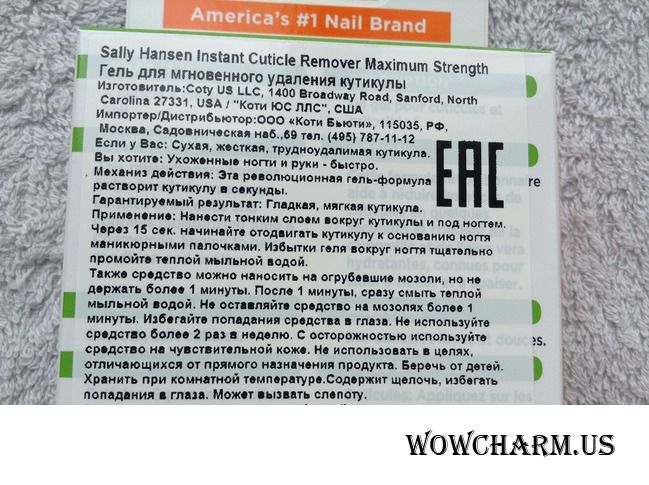 America's #1 Nail Brand
Sally Hansen Instant Cuticle Remover Maximum Strength
Гель для мгновенного удаления кутикулы
Изготовитель:Coty US LLC, 1400 Broadway Road, Sanford, North
Carolina 27331, USA / "Коти ЮС ЛЛС", США
Импортер/Дистрибьютор:ООО «Коти Бьюти», 115035, РФ,
Москва, Садовническая наб.,69 тел. (495) 787-11-12
Если у Вас: Сухая, жесткая, трудноудалимая кутикула.
Вы хотите: Ухоженные ногти и руки - быстро.
Механиз действия: Эта революционная гель-формула
растворит кутикулу в секунды.
Гарантируемый результат: Гладкая, мягкая кутикула.
EAC
Применение: Нанести тонким слоем вокруг кутикулы и под ногтем.
Через 15 сек. начинайте отодвигать кутикулу к основанию ногтя
маникюрными палочками. Избытки геля вокруг ногтя тщательно
промойте теплой мыльной водой.
Также средство можно наносить на огрубевшие мозоли, но не
держать более 1 минуты. После 1 минуты, сразу смыть теплой
мыльной водой. Не оставляйте средство на мозолях более 1
минуты. Избегайте попадания средства в глаза. Не используйте
средство более 2 раз в неделю. С осторожностью используйте
средство на чувствительной коже. Не использовать в целях,
отличающихся от прямого назначения продукта. Беречь от детей.
Хранить при комнатной температуре.Содержит щелочь, избегать
попадания в глаза. Может вызвать слепоту.
WOWCHARM.US